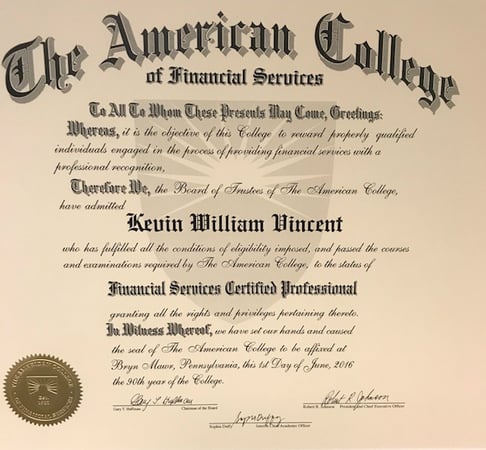 The American College
of Financial Services
To All To Whom These Presents May Come, Greetings:
Whereas, it is the objective of this College to reward properly qualified
individuals engaged in the process of providing financial services with a
professional recognition,
Therefore We, the Board of Trustees of The American College,
have admitted
Kevin William Vincent
who has fulfilled all the conditions of eligibility imposed, and passed the courses
and examinations required by The American College, to the status of
Financial Services Certified Professional
granting all the rights and privileges pertaining thereto.
In Witness Whereof, we have set our hands and caused
the seal of The American College to be affixed at
Bryn Mawr, Pennsylvania, this 1st Day of June, 2016
the 90th year of the College.
Chairman of the Board
Robert R. Johnson President and Chief Executive Officer
Sophia Duffy Interim Chief Academic Officer